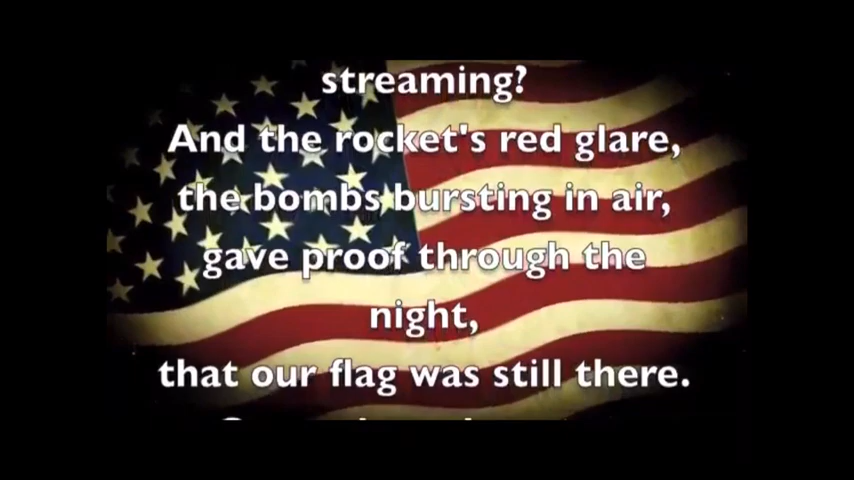 streaming?
And the rocket's red glare,
the bombs bursting in air,
gave proof through the
night,
that our flag was still there.